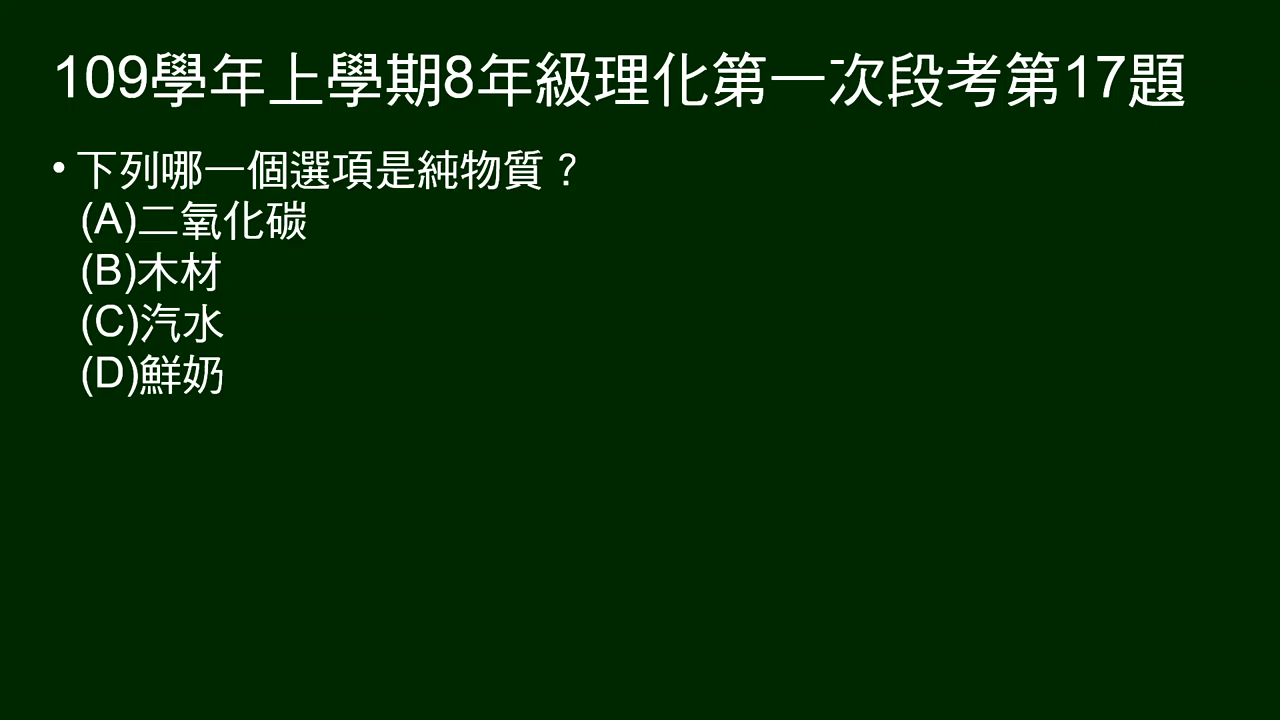 109學年上學期8年級理化第一次段考第17題
• 下列哪一個選項是純物質？
(A)二氧化碳
(B)木材
(C)汽水
(D)鮮奶